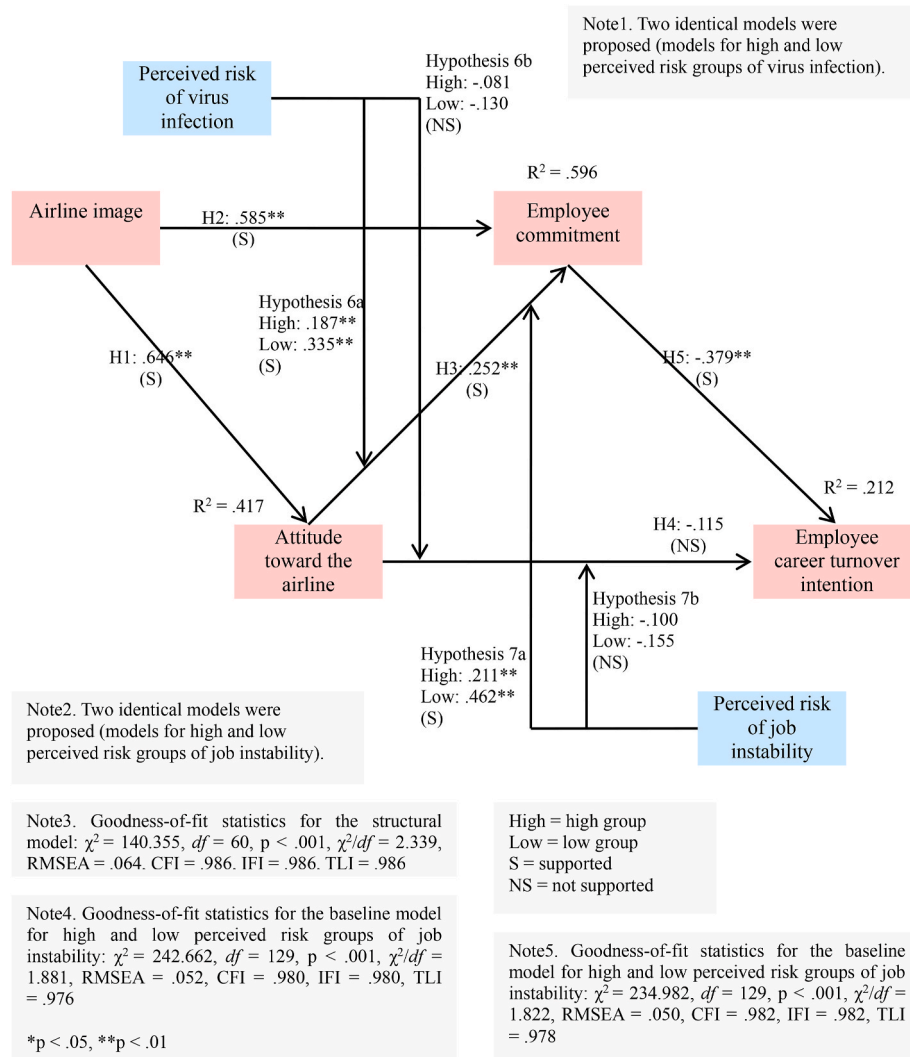 Note1. Two identical models were
proposed (models for high and low
perceived risk groups of virus infection).
Hypothesis 6b
High: -.081
Low: -.130
(NS)
Perceived risk
of virus
infection
R² = .596
Airline image
H2: .585**
(S)
Employee
commitment
Hypothesis 6a
High: .187**
Low: .335**
(S)
H1: .646**
(S)
H3: .252**
(S)
H5: -.379**
(S)
R² = .417
R² = .212
Attitude
toward the
airline
H4: -.115
(NS)
Employee
career turnover
intention
Hypothesis 7b
High: -.100
Low: -.155
(NS)
Hypothesis 7a
High: .211**
Low: .462**
(S)
Perceived risk
of job
instability
Note2. Two identical models were
proposed (models for high and low
perceived risk groups of job instability).
Note3. Goodness-of-fit statistics for the structural
model: χ² = 140.355, df = 60, p < .001, χ²/df = 2.339,
RMSEA = .064. CFI = .986. IFI = .986. TLI = .986
High = high group
Low = low group
S = supported
NS = not supported
Note4. Goodness-of-fit statistics for the baseline model
for high and low perceived risk groups of job
instability: χ² = 242.662, df = 129, p < .001, χ²/df =
1.881, RMSEA = .052, CFI = .980, IFI = .980, TLI
= .976
*p < .05, **p < .01
Note5. Goodness-of-fit statistics for the baseline
model for high and low perceived risk groups of job
instability: χ² = 234.982, df = 129, p < .001, χ²/df =
1.822, RMSEA = .050, CFI = .982, IFI = .982, TLI
= .978